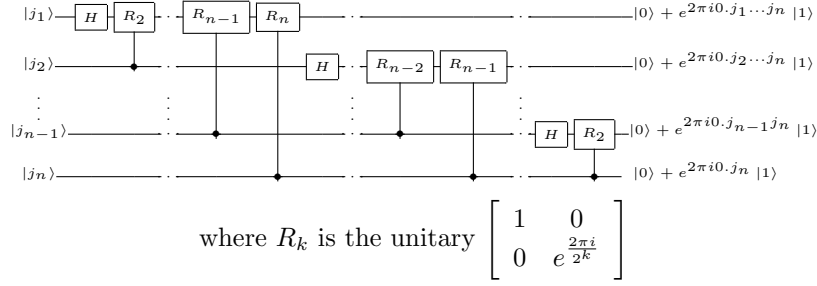 |j₁⟩ H R₂ · · R_{n−1} R_n · · · · |0⟩ + e^{2πi0.j₁···j_n} |1⟩
|j₂⟩ · · H R_{n−2} R_{n−1} · · |0⟩ + e^{2πi0.j₂···j_n} |1⟩
⋮ ⋮ ⋮ ⋮
|j_{n−1}⟩ · · · · H R₂ |0⟩ + e^{2πi0.j_{n−1}j_n} |1⟩
|j_n⟩ · · · · · · |0⟩ + e^{2πi0.j_n} |1⟩
where R_k is the unitary [ 1 0
0 e^{2πi/2^k} ]